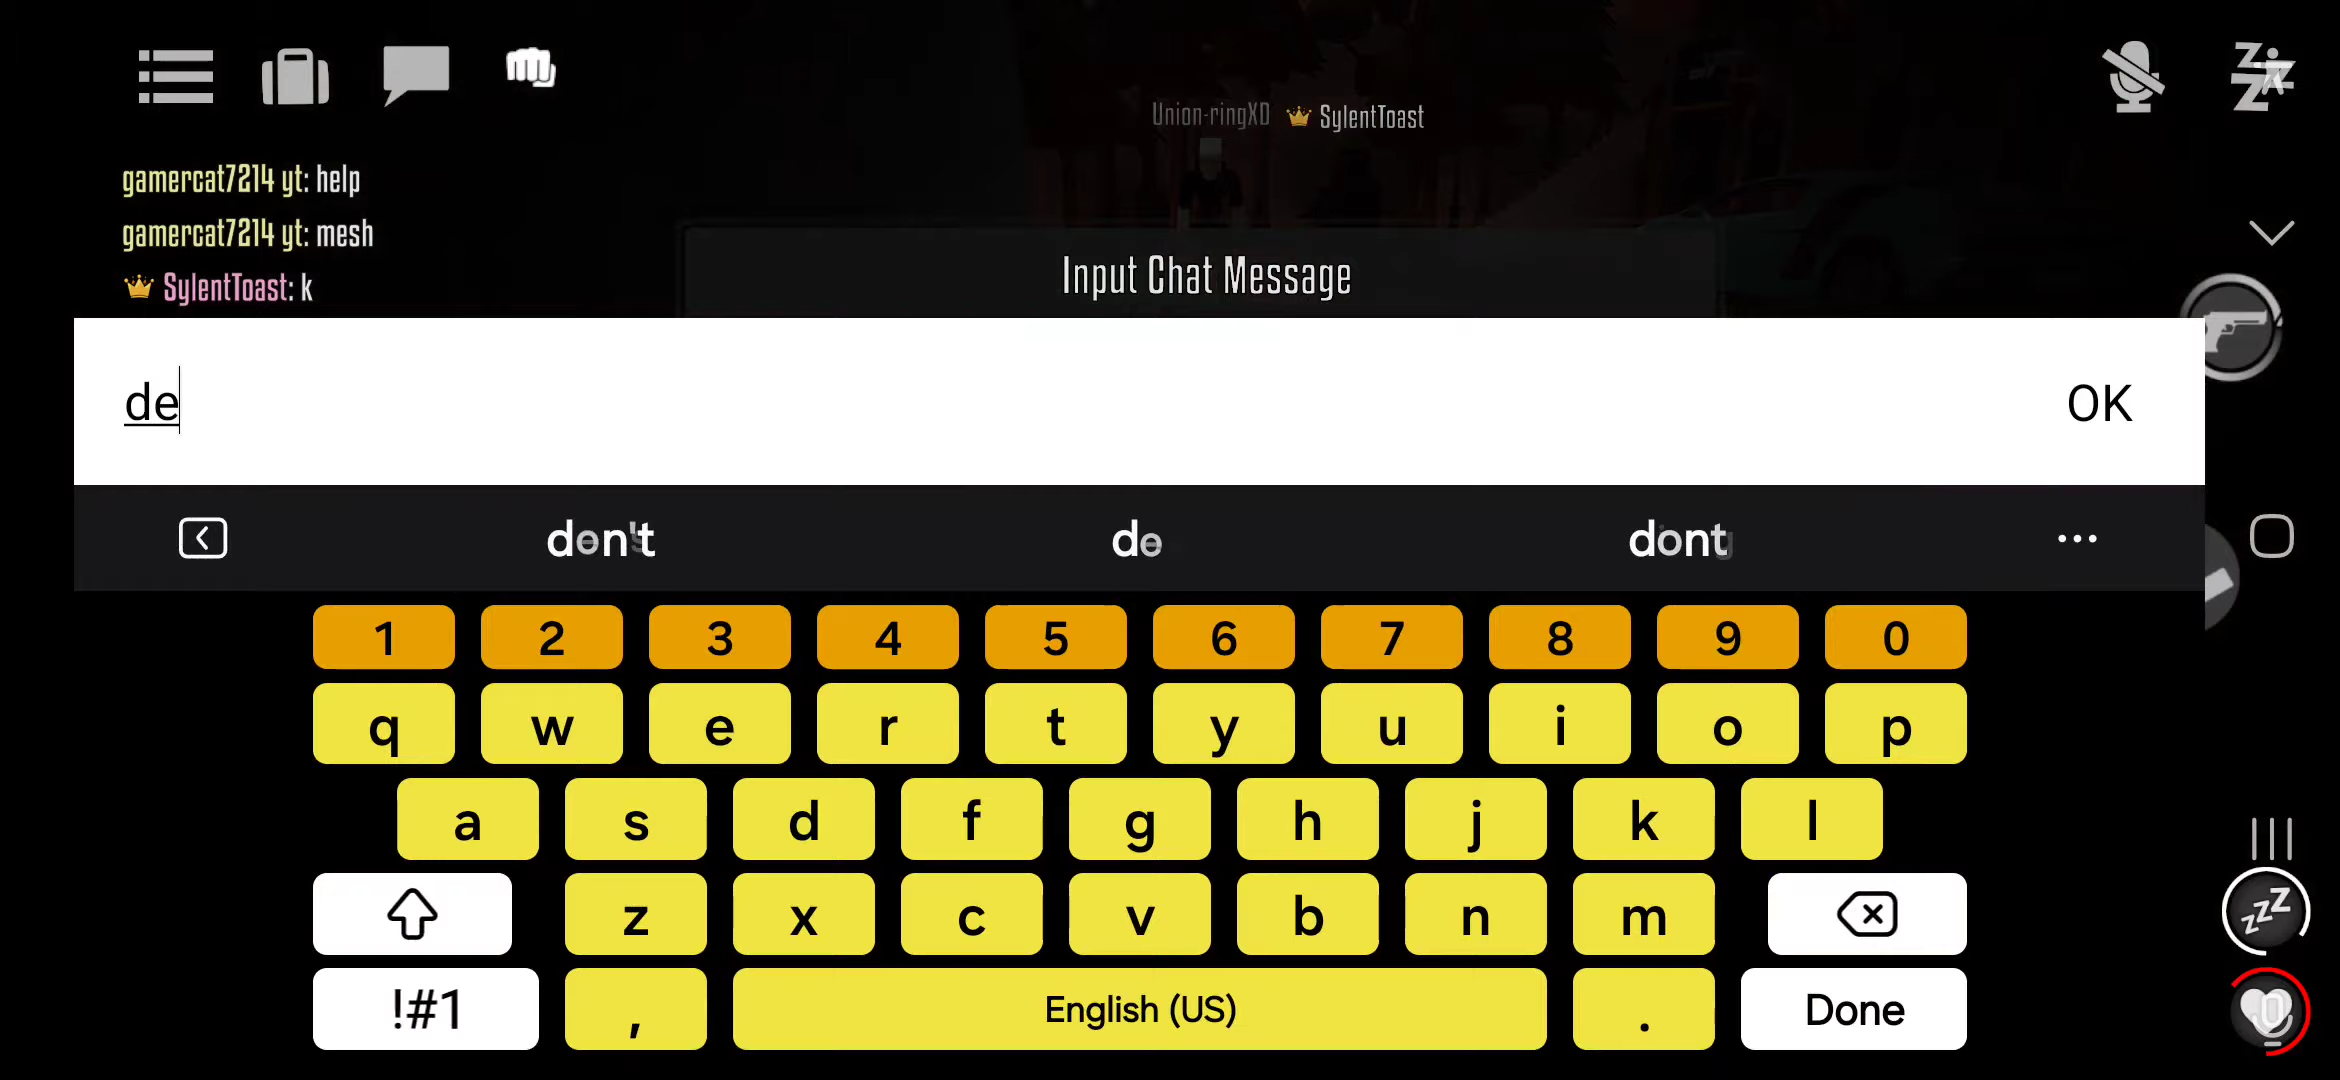 Union-ringXD SylentToast
gamercat7214 yt: help
gamercat7214 yt: mesh
SylentToast: k
Input Chat Message
de
OK
don't de dont
1 2 3 4 5 6 7 8 9 0
q w e r t y u i o p
a s d f g h j k l
z x c v b n m
!#1 , English (US) . Done